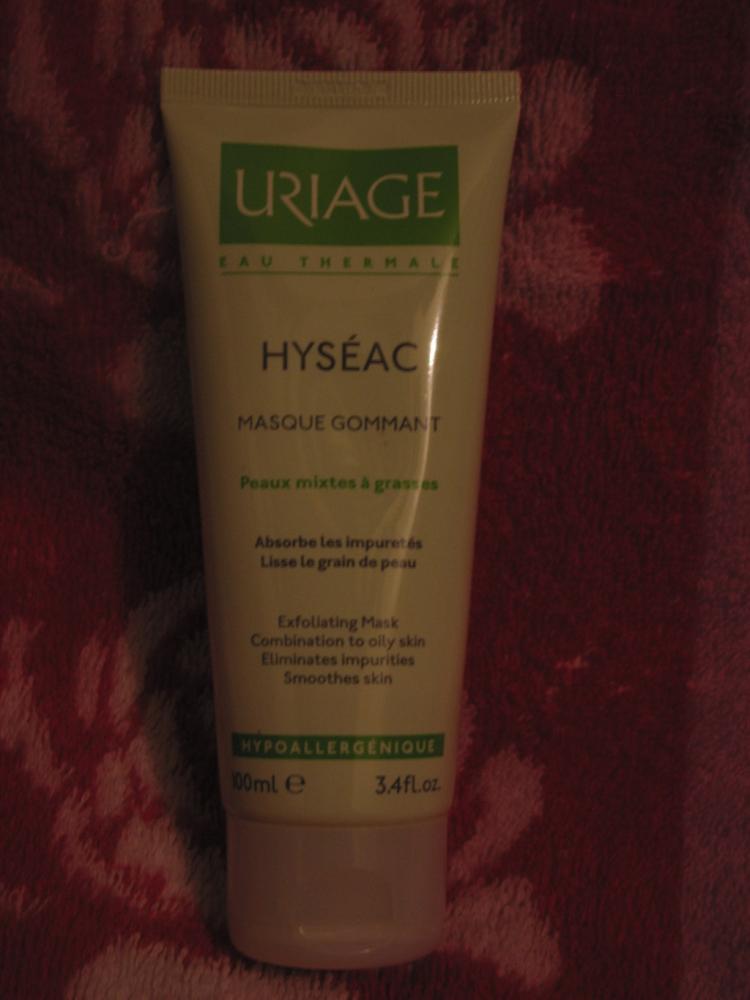 URIAGE
EAU THERMALE
HYSÉAC
MASQUE GOMMANT
Peaux mixtes à grasses
Absorbe les impuretés
Lisse le grain de peau
Exfoliating Mask
Combination to oily skin
Eliminates impurities
Smoothes skin
HYPOALLERGÉNIQUE
100ml ℮ 3.4fl.oz.